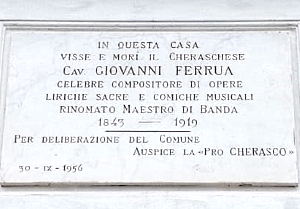 IN QUESTA CASA
VISSE E MORÍ IL CHERASCHESE
CAV. GIOVANNI FERRUA
CELEBRE COMPOSITORE DI OPERE
LIRICHE SACRE E COMICHE MUSICALI
RINOMATO MAESTRO DI BANDA
1843 — 1919
PER DELIBERAZIONE DEL COMUNE
AUSPICE LA «PRO CHERASCO»
30 - IX - 1956